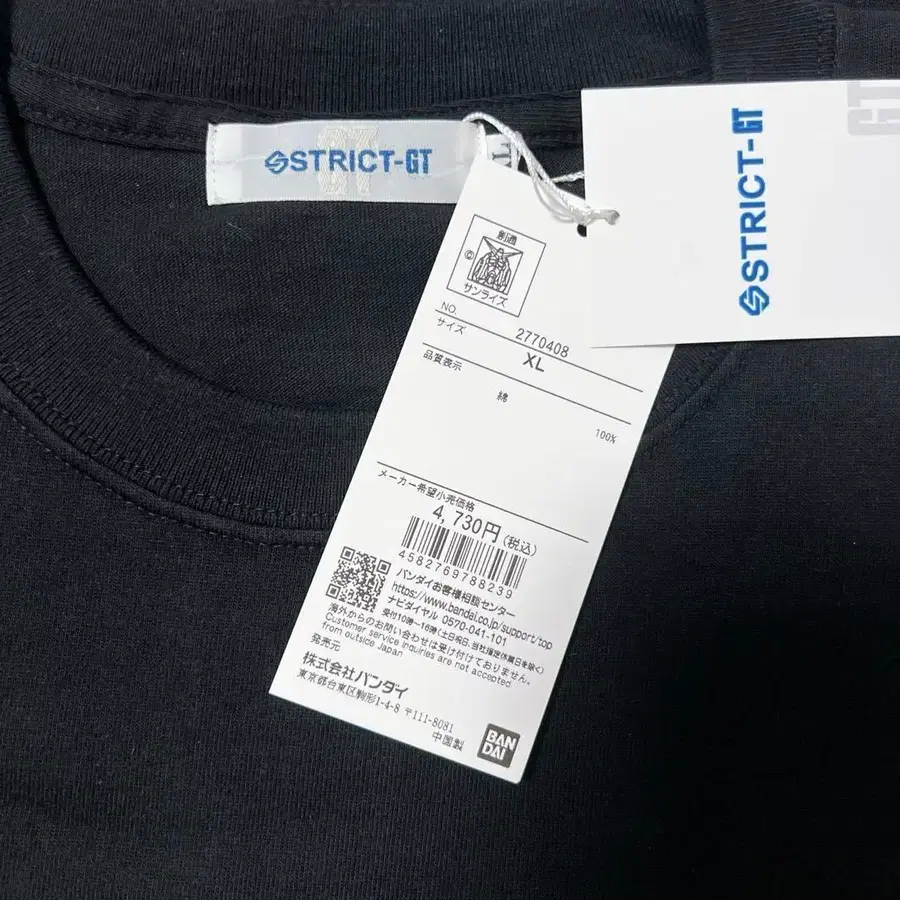 STRICT-GT
STRICT-GT
GT
創通
©
サンライズ
NO. 2770408
サイズ XL
品質表示
綿 100%
メーカー希望小売価格
4,730円(税込)
4582769788239
バンダイお客様相談センター
https://www.bandai.co.jp/support/top
ナビダイヤル 0570-041-101
受付10時~16時(土日祝日、当社指定休業日を除く)
海外からのお問い合わせは受け付けておりません。
Customer service inquiries are not accepted
from outside Japan
発売元
株式会社バンダイ
東京都台東区駒形1-4-8 〒111-8081
中国製
BAN
DAI